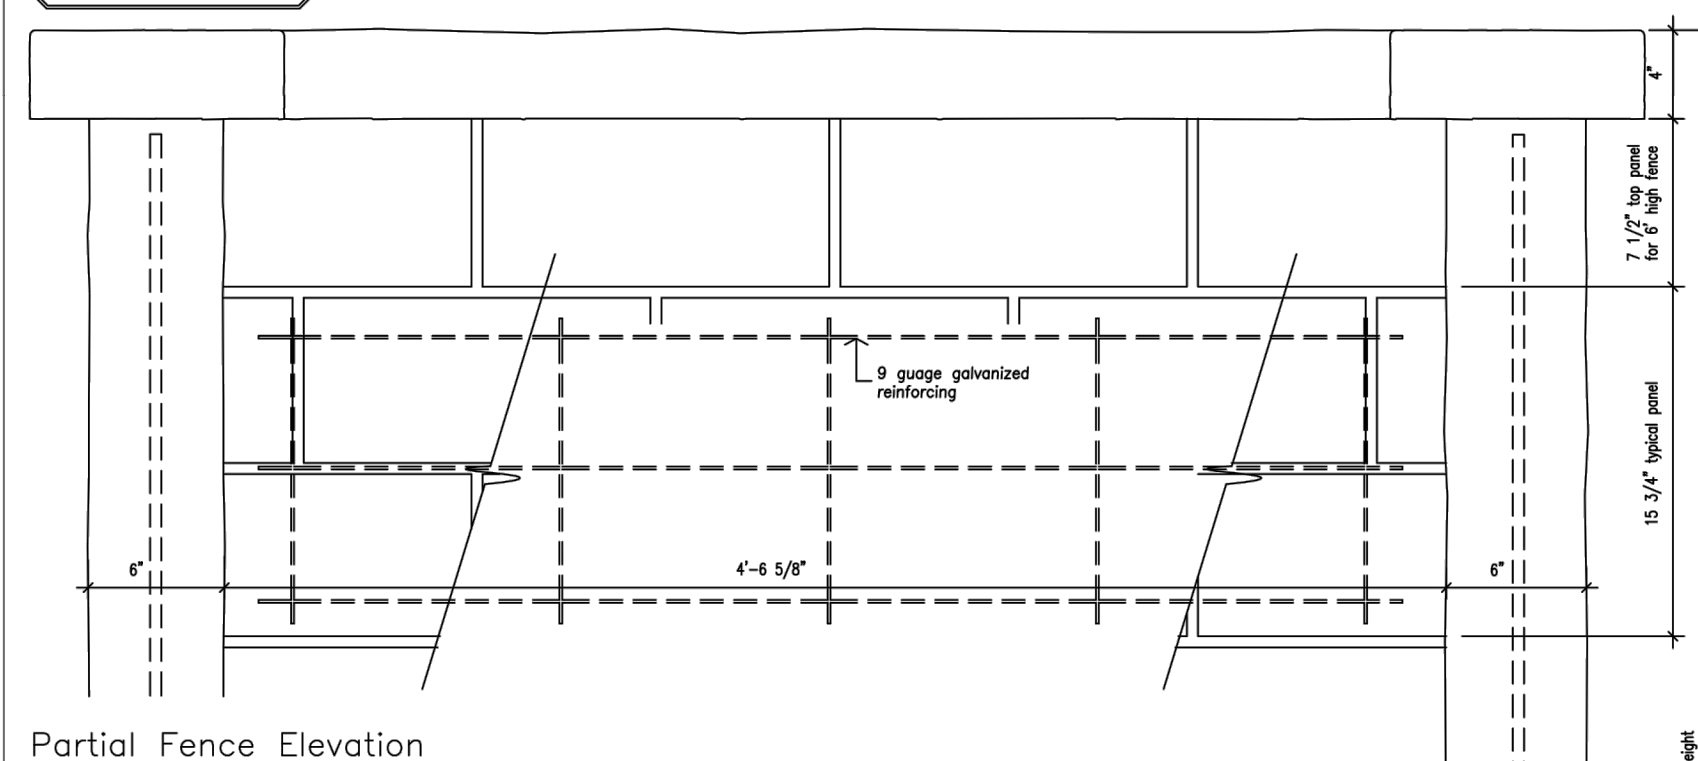 4"
7 1/2" top panel
for 6' high fence
9 guage galvanized
reinforcing
15 3/4" typical panel
6"
4'-6 5/8"
6"
Partial Fence Elevation